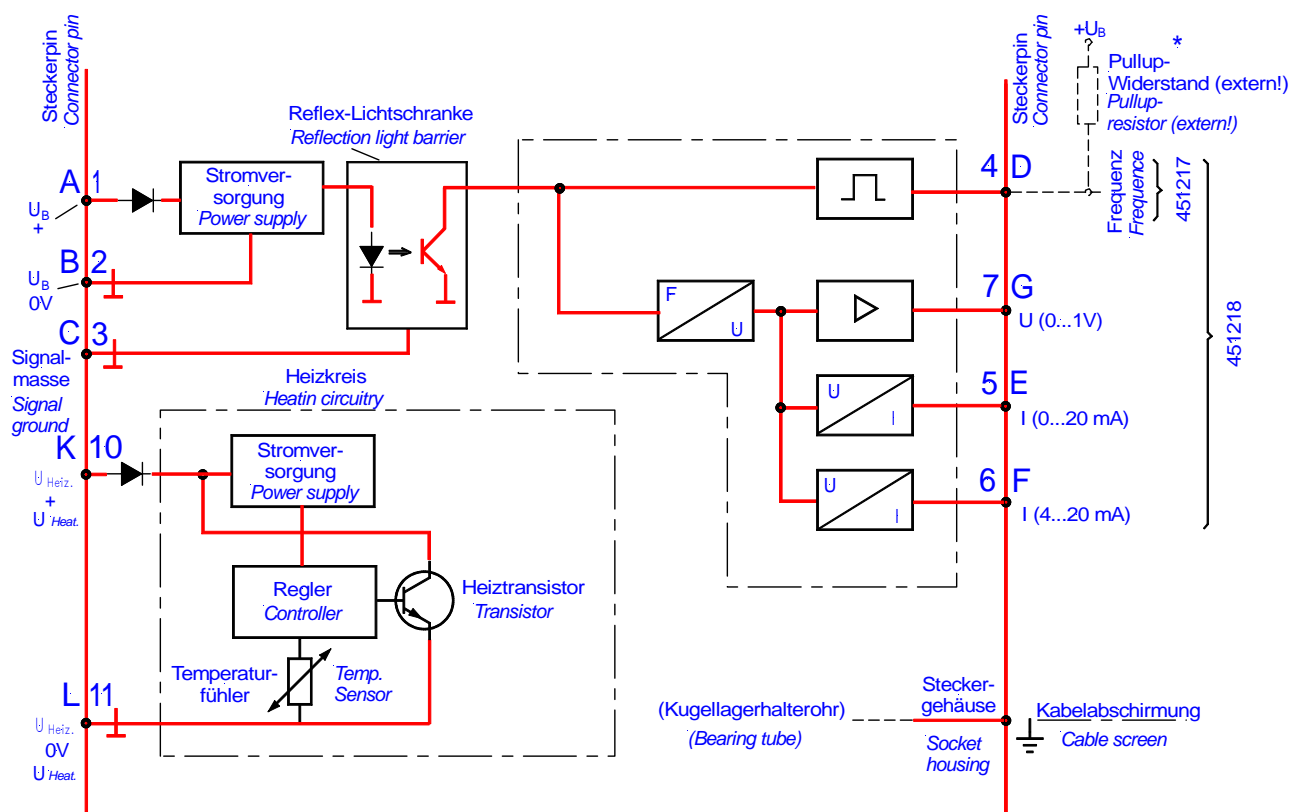 Steckerpin
Connector pin
A 1
U B
+
B 2
U B
0V
C 3
Signal-
masse
Signal
ground
K 10
U Heiz.
+
U Heat.
L 11
U Heiz.
0V
U Heat.
Stromver-
sorgung
Power supply
Reflex-Lichtschranke
Reflection light barrier
Heizkreis
Heatin circuitry
Stromver-
sorgung
Power supply
Regler
Controller
Heiztransistor
Transistor
Temperatur-
fühler
Temp.
Sensor
F
U
U
I
U
I
Steckerpin
Connector pin
+UB
*
Pullup-
Widerstand (extern!)
Pullup-
resistor (extern!)
4 D
Frequenz
Frequence
451217
7 G
U (0...1V)
5 E
I (0...20 mA)
6 F
I (4...20 mA)
451218
(Kugellagerhalterohr)
(Bearing tube)
Stecker-
gehäuse
Socket
housing
Kabelabschirmung
Cable screen